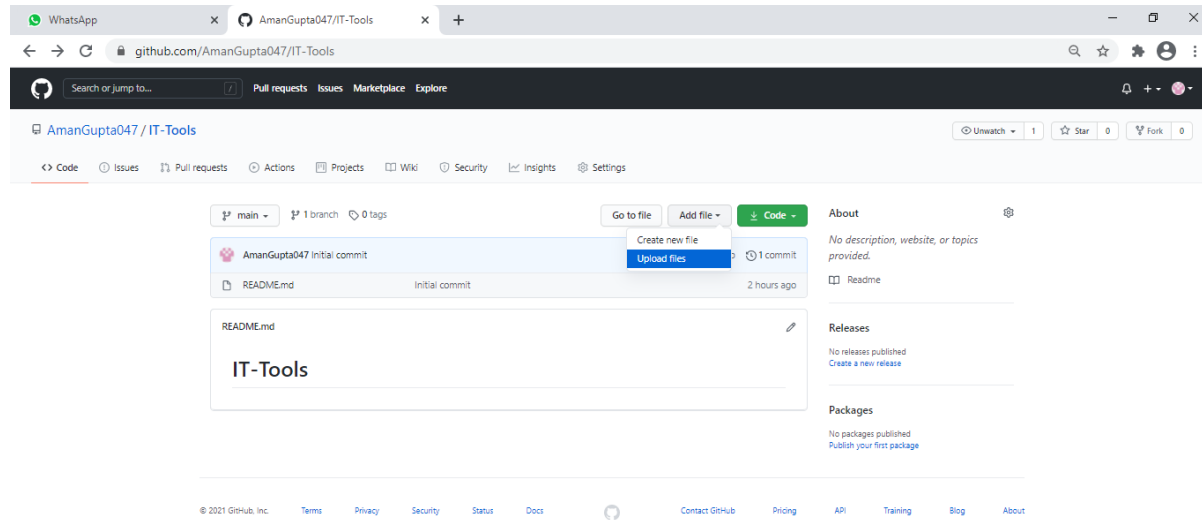 WhatsApp
AmanGupta047/IT-Tools
github.com/AmanGupta047/IT-Tools
Search or jump to...
/
Pull requests Issues Marketplace Explore
AmanGupta047 / IT-Tools
Unwatch 1
Star 0
Fork 0
Code Issues Pull requests Actions Projects Wiki Security Insights Settings
main 1 branch 0 tags
Go to file Add file Code
Create new file
Upload files
AmanGupta047 Initial commit
1 commit
README.md Initial commit 2 hours ago
README.md
IT-Tools
About
No description, website, or topics
provided.
Readme
Releases
No releases published
Create a new release
Packages
No packages published
Publish your first package
© 2021 GitHub, Inc. Terms Privacy Security Status Docs Contact GitHub Pricing API Training Blog About